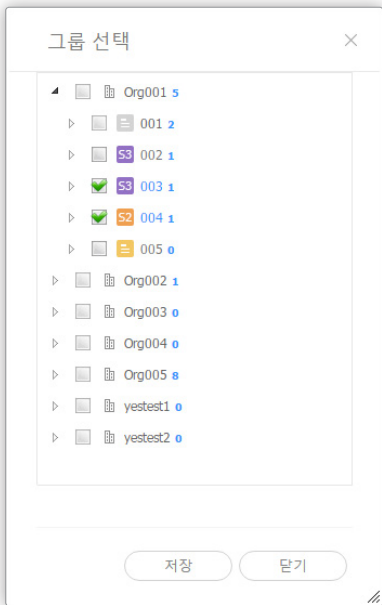 그룹 선택
Org001 5
001 2
S3 002 1
S3 003 1
S2 004 1
005 0
Org002 1
Org003 0
Org004 0
Org005 8
yestest1 0
yestest2 0
저장 닫기